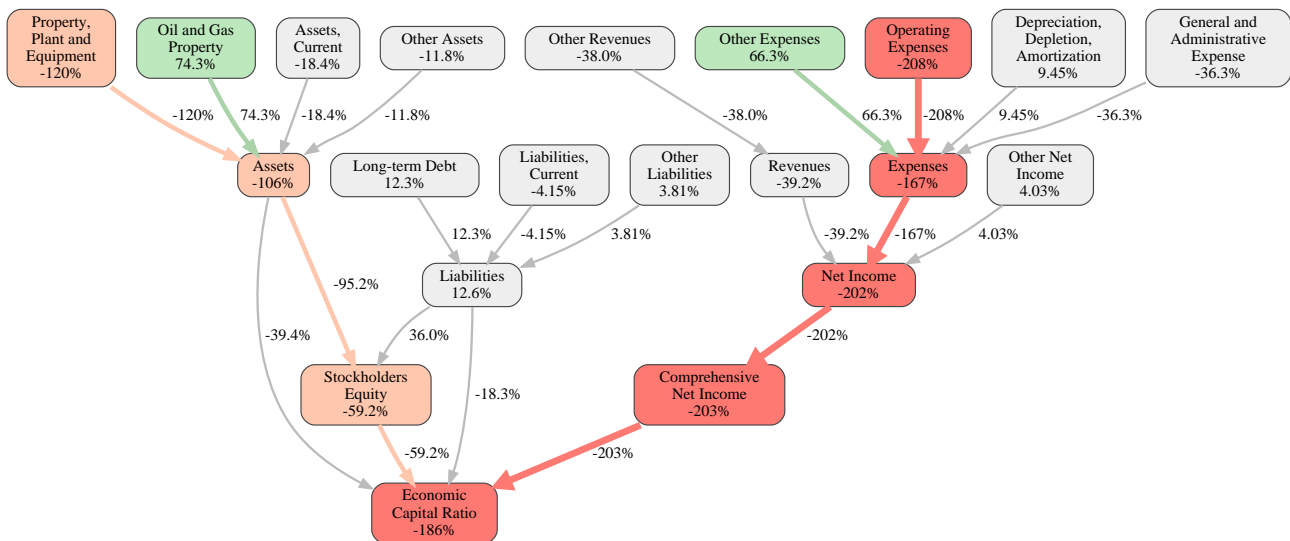 Property,
Plant and
Equipment
-120%
Oil and Gas
Property
74.3%
Assets,
Current
-18.4%
Other Assets
-11.8%
Other Revenues
-38.0%
Other Expenses
66.3%
Operating
Expenses
-208%
Depreciation,
Depletion,
Amortization
9.45%
General and
Administrative
Expense
-36.3%
-120%
74.3%
-18.4%
-11.8%
-38.0%
66.3%
-208%
9.45%
-36.3%
Assets
-106%
Long-term Debt
12.3%
Liabilities,
Current
-4.15%
Other
Liabilities
3.81%
Revenues
-39.2%
Expenses
-167%
Other Net
Income
4.03%
12.3%
-4.15%
3.81%
-39.2%
-167%
4.03%
-95.2%
Liabilities
12.6%
Net Income
-202%
-39.4%
36.0%
-202%
Stockholders
Equity
-59.2%
-18.3%
Comprehensive
Net Income
-203%
-59.2%
-203%
Economic
Capital Ratio
-186%